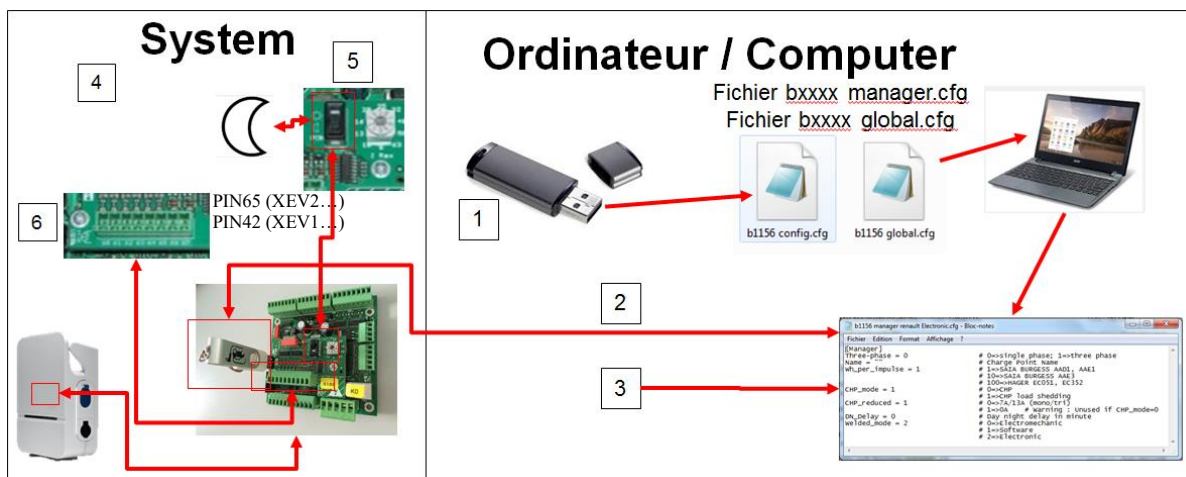 System
4
5
PIN65 (XEV2…)
PIN42 (XEV1…)
6
Ordinateur / Computer
Fichier bxxxx manager.cfg
Fichier bxxxx global.cfg
1
b1156 config.cfg
b1156 global.cfg
2
3
b1156 manager renault Electronic.cfg - Bloc-notes
Fichier Edition Format Affichage ?
[Manager]
Three-phase = 0 # 0=>single phase; 1=>three phase
Name = "" # Charge Point Name
Wh_per_impulse = 1 # 1=>SAIA BURGESS AAD1, AAE1
# 10=>SAIA BURGESS AAE3
# 100=>HAGER EC051, EC352
CHP_mode = 1 # 0=>CHP
# 1=>CHP load shedding
CHP_reduced = 1 # 0=>7A/13A (mono/tri)
# 1=>0A # Warning : Unused if CHP_mode=0
DN_Delay = 0 # Day night delay in minute
Welded_mode = 2 # 0=>Electromechanic
# 1=>Software
# 2=>Electronic